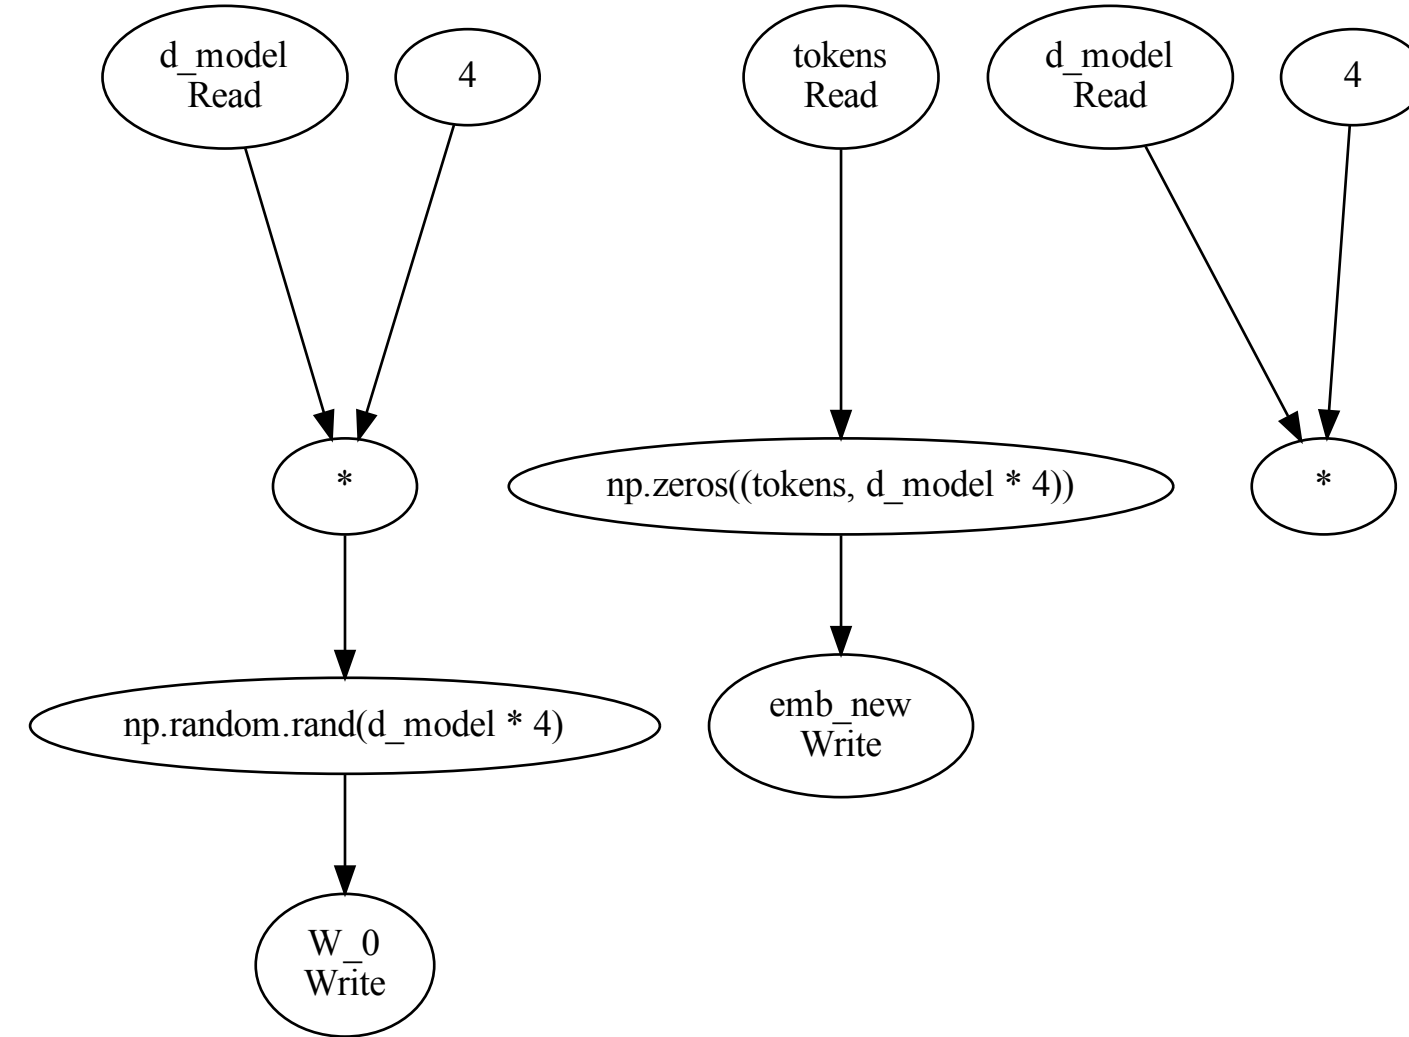 d_model
Read
4
tokens
Read
d_model
Read
4
*
np.zeros((tokens, d_model * 4))
*
np.random.rand(d_model * 4)
emb_new
Write
W_0
Write